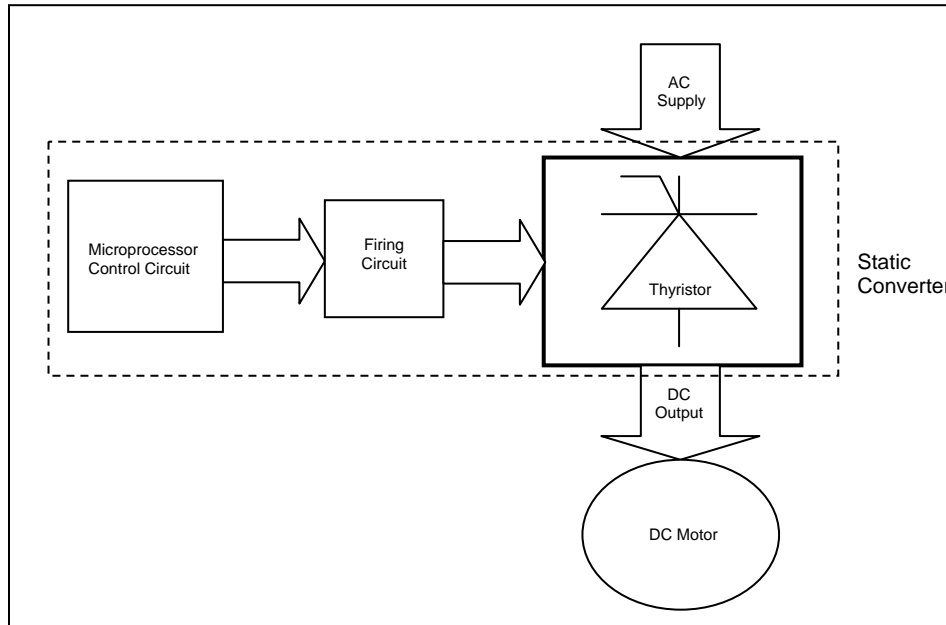 AC
Supply
Microprocessor
Control Circuit
Firing
Circuit
Thyristor
Static
Converter
DC
Output
DC Motor